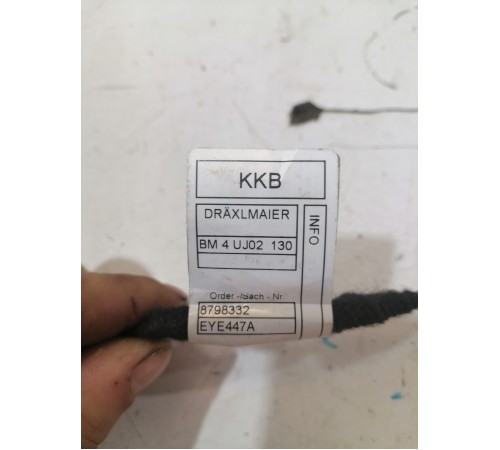 KKB
DRÄXLMAIER
BM 4 UJ02 130
INFO
Order -/Sach - Nr
8798332
EYE447A